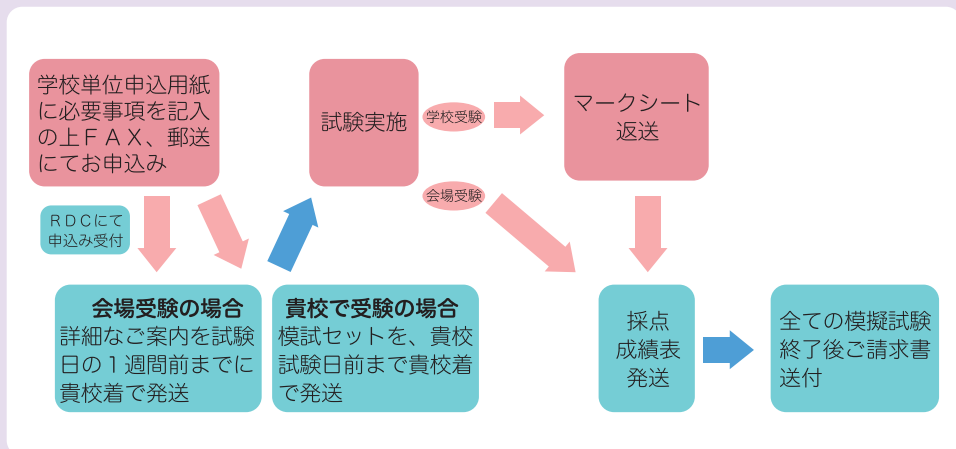 学校単位申込用紙
に必要事項を記入
の上ＦＡＸ、郵送
にてお申込み
ＲＤＣにて
申込み受付
会場受験の場合
詳細なご案内を試験
日の１週間前までに
貴校着で発送
貴校で受験の場合
模試セットを、貴校
試験日前まで貴校着
で発送
試験実施
学校受験
会場受験
マークシート
返送
採点
成績表
発送
全ての模擬試験
終了後ご請求書
送付